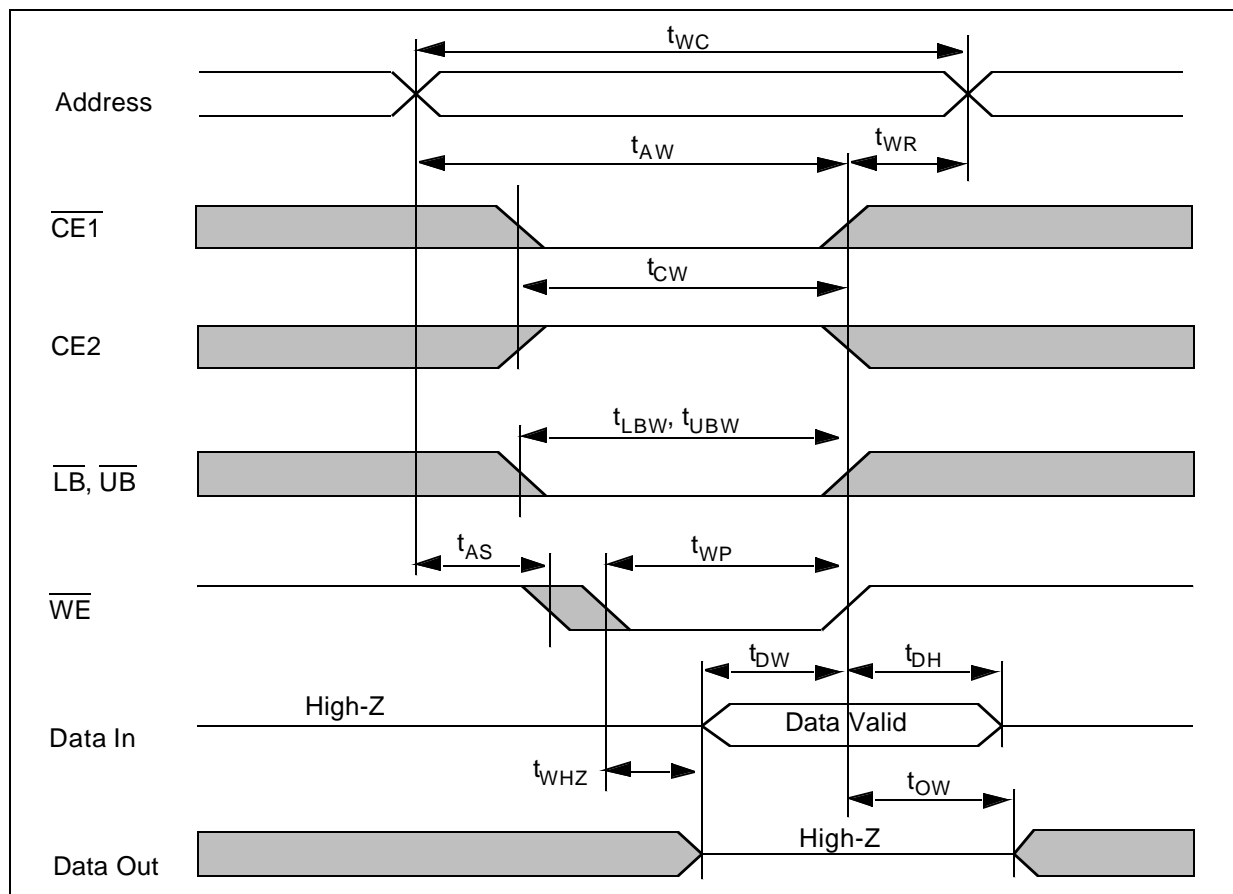 tWC
Address
tAW
tWR
CE1
tCW
CE2
tLBW, tUBW
LB, UB
tAS
tWP
WE
tDW
tDH
High-Z
Data Valid
Data In
tWHZ
tOW
High-Z
Data Out